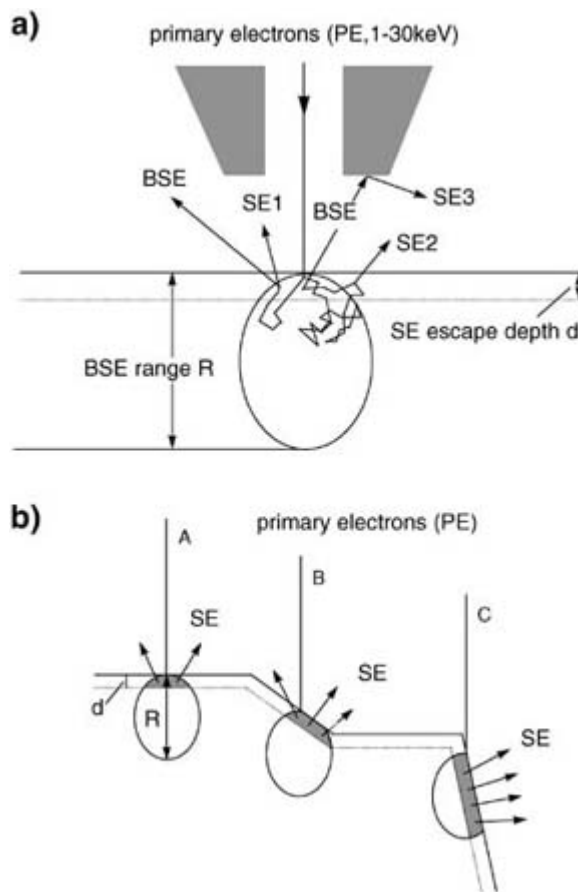 a)
primary electrons (PE,1-30keV)
BSE
SE1
BSE
SE3
SE2
SE escape depth d
BSE range R
b)
primary electrons (PE)
A
B
C
SE
SE
SE
d
R